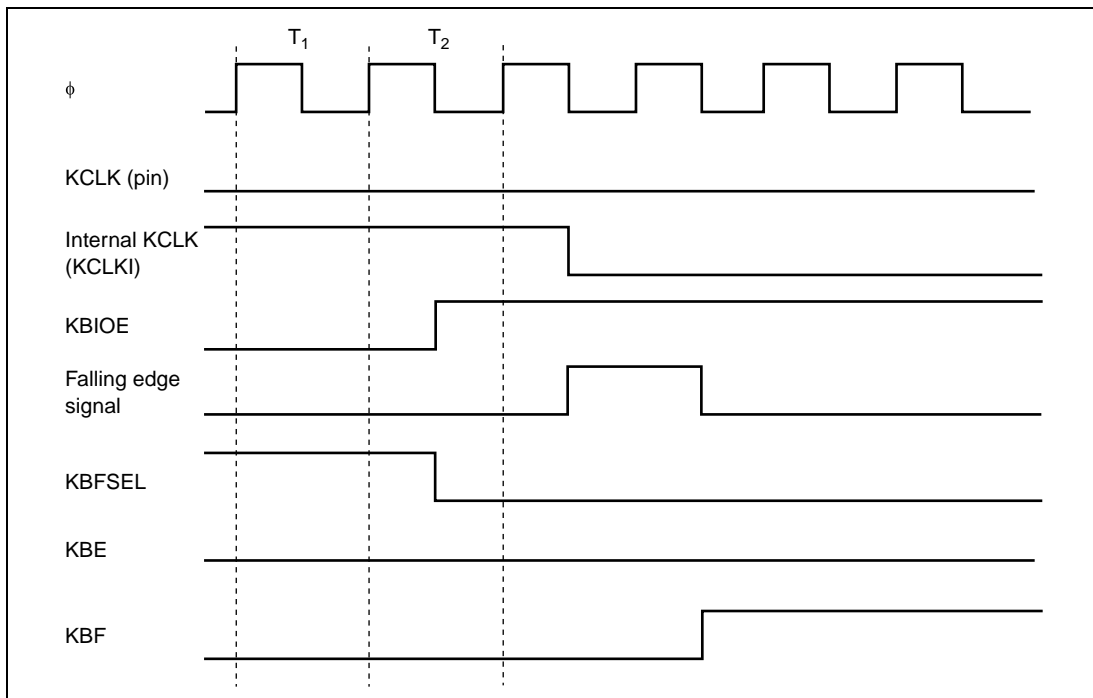 T1 T2
ϕ
KCLK (pin)
Internal KCLK
(KCLKI)
KBIOE
Falling edge
signal
KBFSEL
KBE
KBF